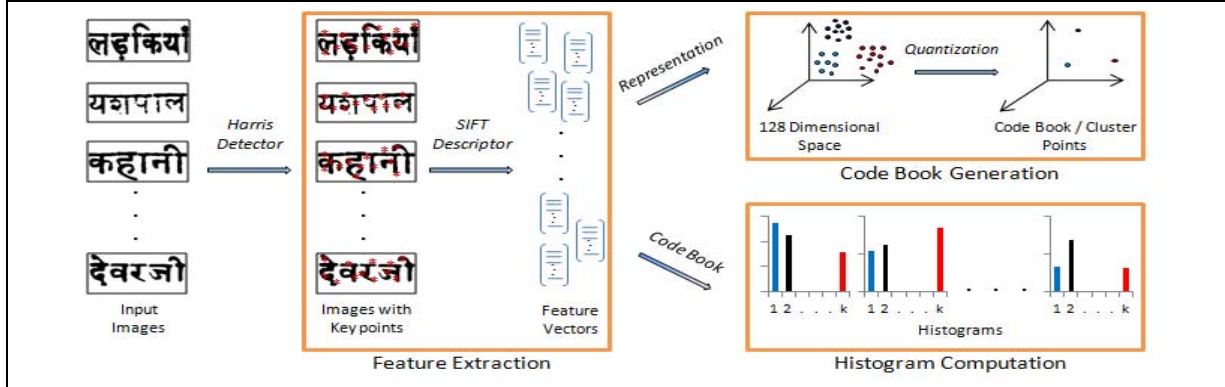 लड़कियाँ
यशपाल
कहानी
देवरजी
Input
Images
Harris
Detector
लड़कियाँ
यशपाल
कहानी
देवरजी
Images with
Key points
SIFT
Descriptor
Feature
Vectors
Feature Extraction
Representation
128 Dimensional
Space
Quantization
Code Book / Cluster
Points
Code Book Generation
Code Book
1 2 . . . k
1 2 . . . k
. . . .
1 2 . . . k
Histograms
Histogram Computation